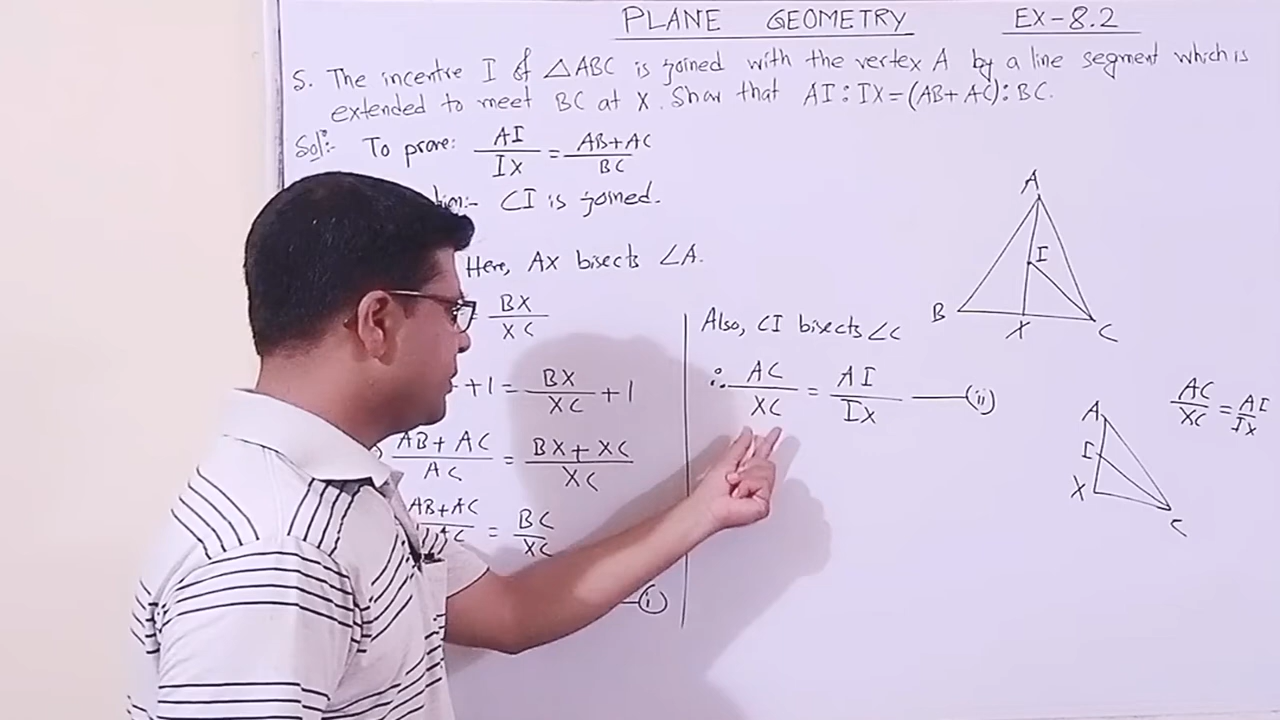 PLANE GEOMETRY EX-8.2
5. The incentre I of △ABC is joined with the vertex A by a line segment which is
extended to meet BC at X. Show that AI : IX = (AB+AC) : BC.
Sol:- To prove: AI/IX = AB+AC/BC
:- CI is joined.
Here, AX bisects ∠A.
= BX/XC
+1 = BX/XC +1
AB+AC/AC = BX+XC/XC
AB+AC/AC = BC/XC
—(i)
Also, CI bisects ∠C
∴ AC/XC = AI/IX —(ii)
A
I
B
X
C
A
I
X
C
AC/XC = AI/IX